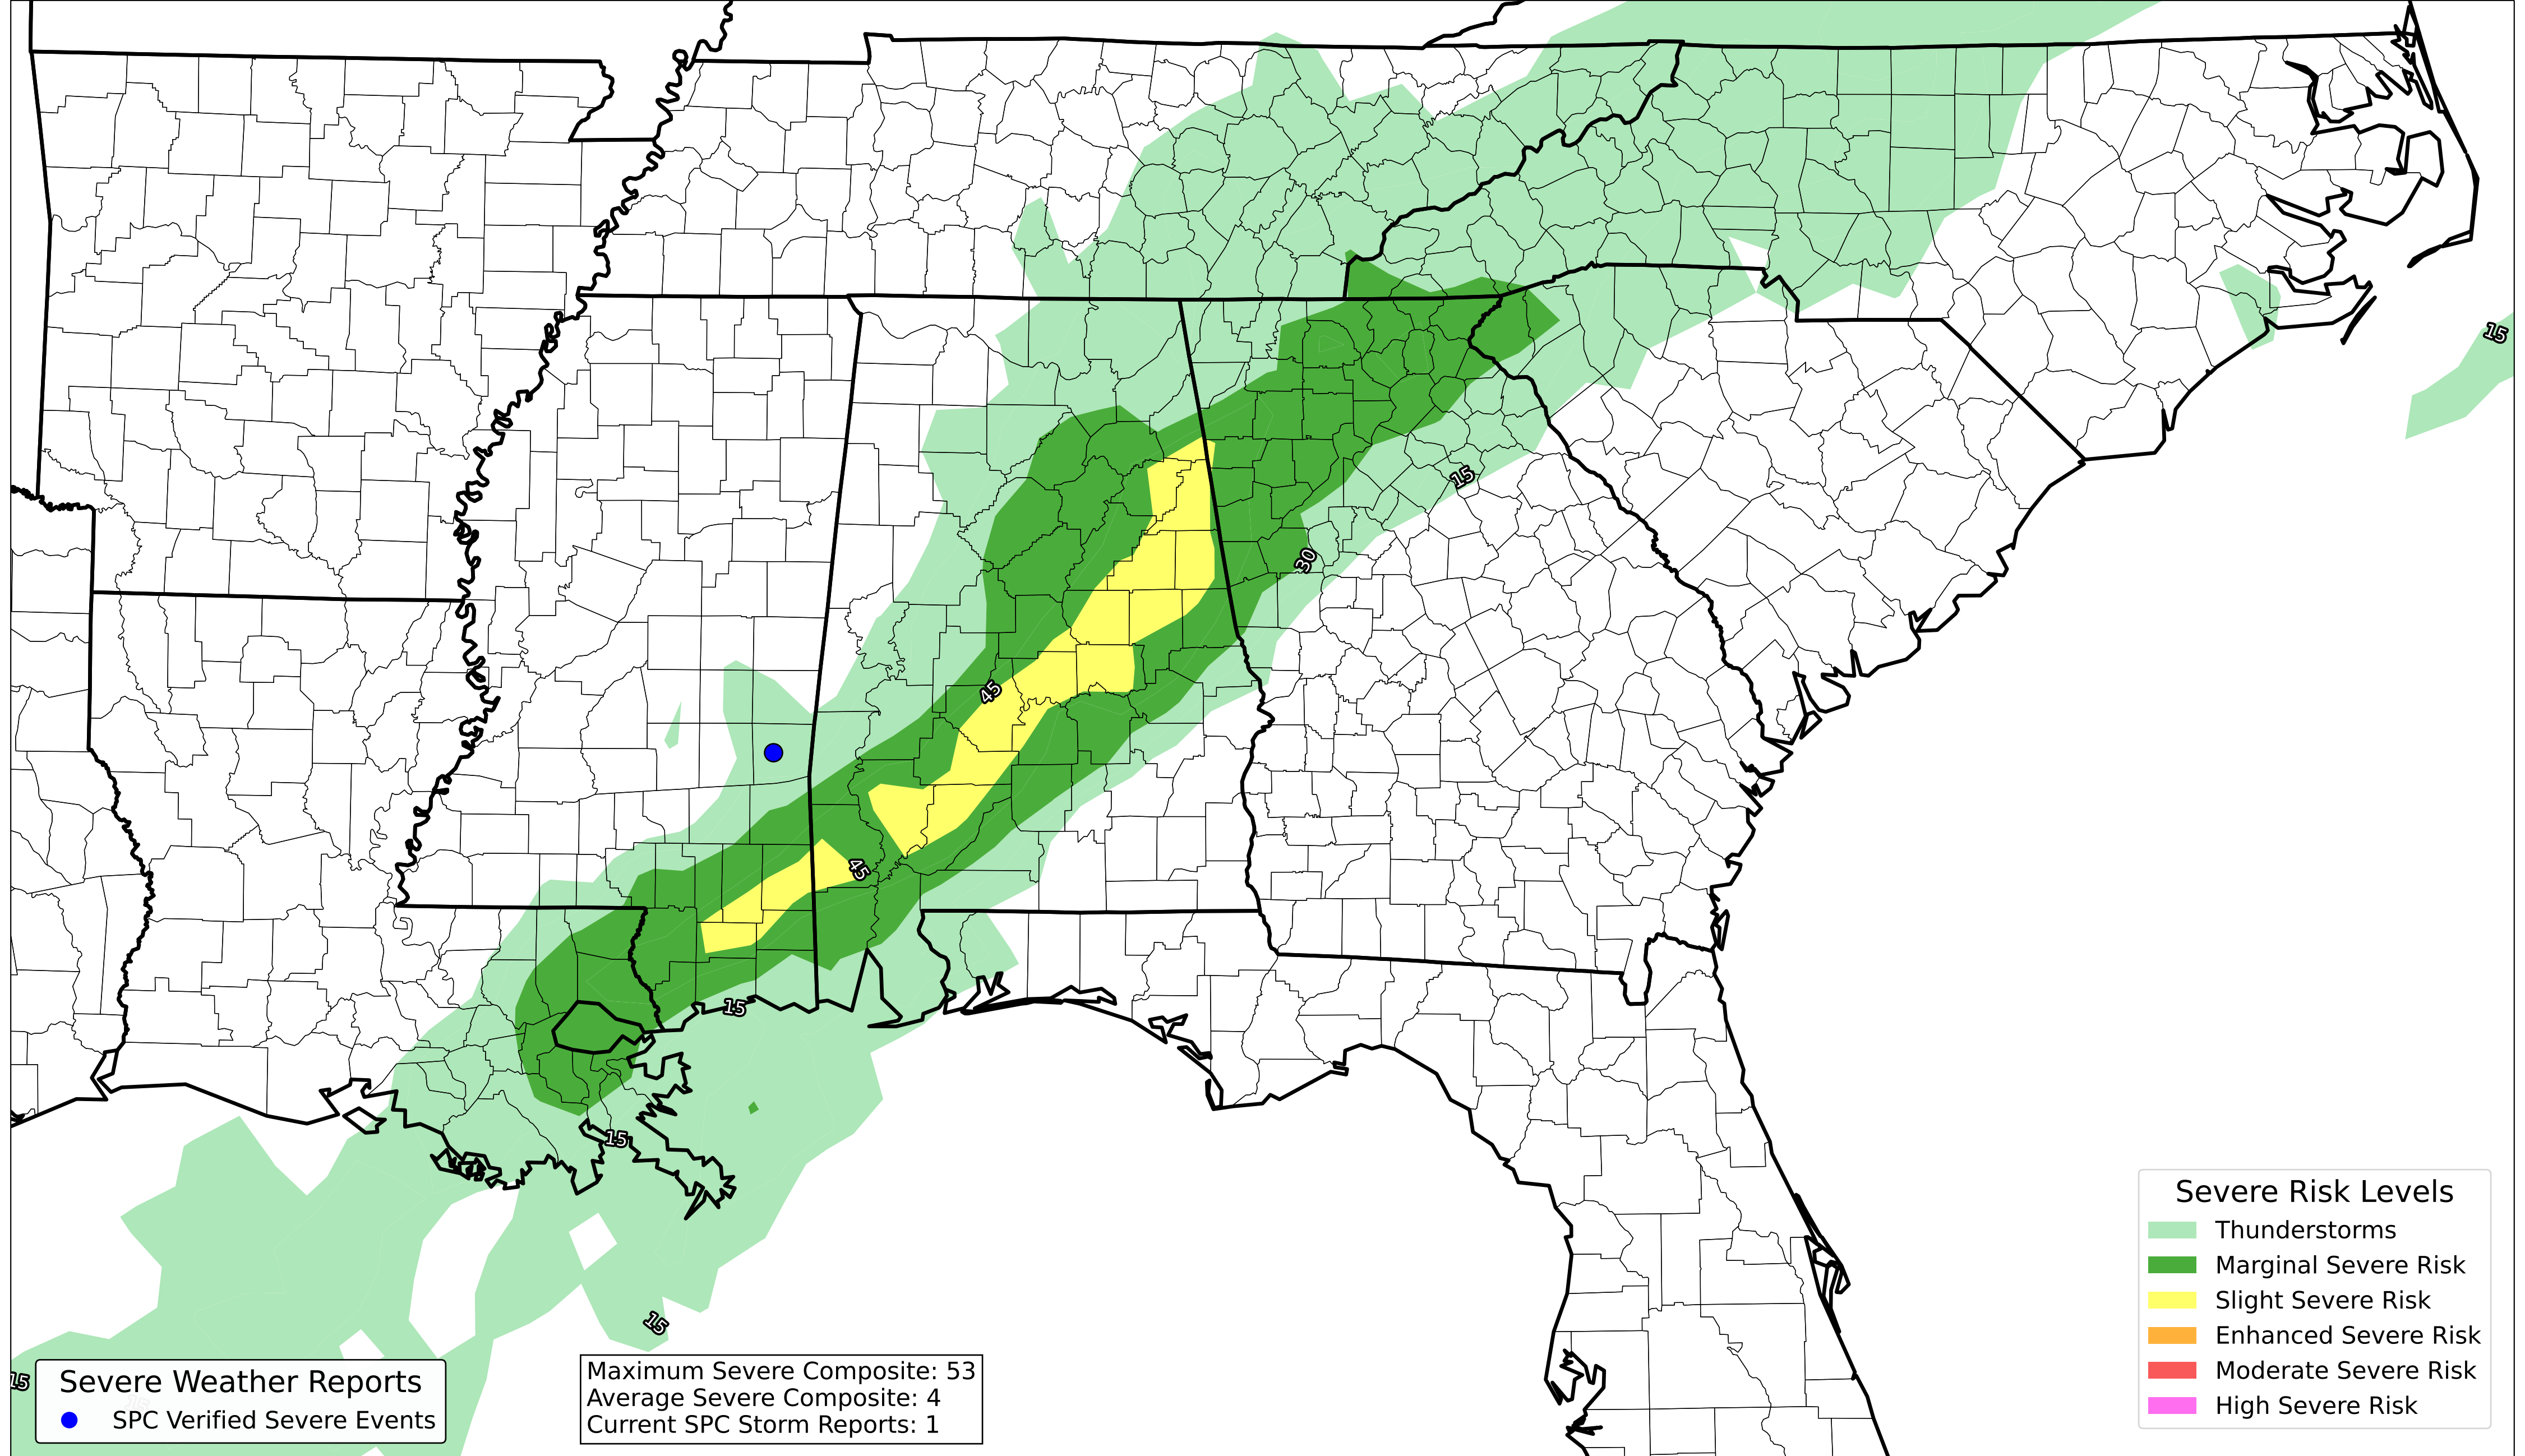 15
15
30
45
45
15
15
15
15
Severe Weather Reports
SPC Verified Severe Events
Maximum Severe Composite: 53
Average Severe Composite: 4
Current SPC Storm Reports: 1
Severe Risk Levels
Thunderstorms
Marginal Severe Risk
Slight Severe Risk
Enhanced Severe Risk
Moderate Severe Risk
High Severe Risk